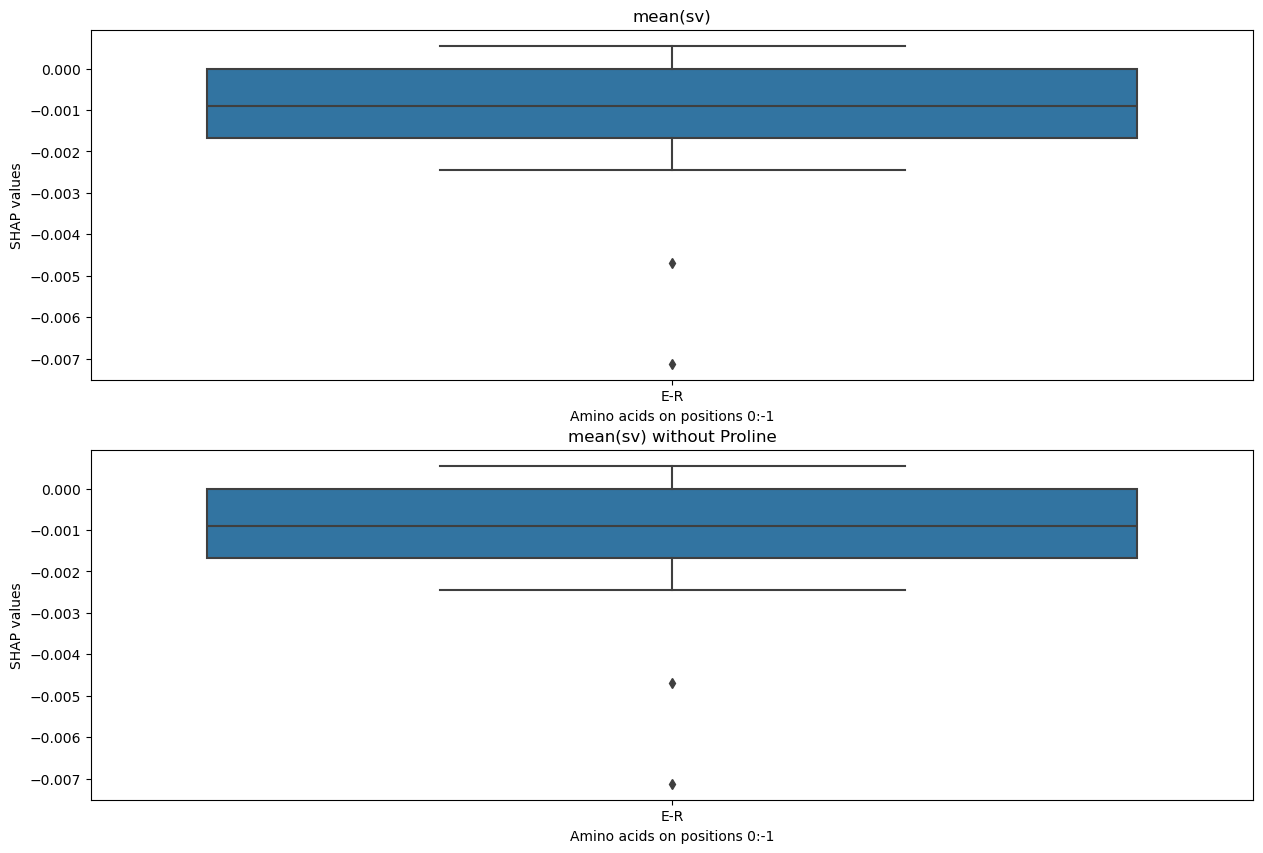 mean(sv)
0.000
−0.001
−0.002
−0.003
−0.004
−0.005
−0.006
−0.007
SHAP values
E-R
Amino acids on positions 0:-1
mean(sv) without Proline
0.000
−0.001
−0.002
−0.003
−0.004
−0.005
−0.006
−0.007
SHAP values
E-R
Amino acids on positions 0:-1